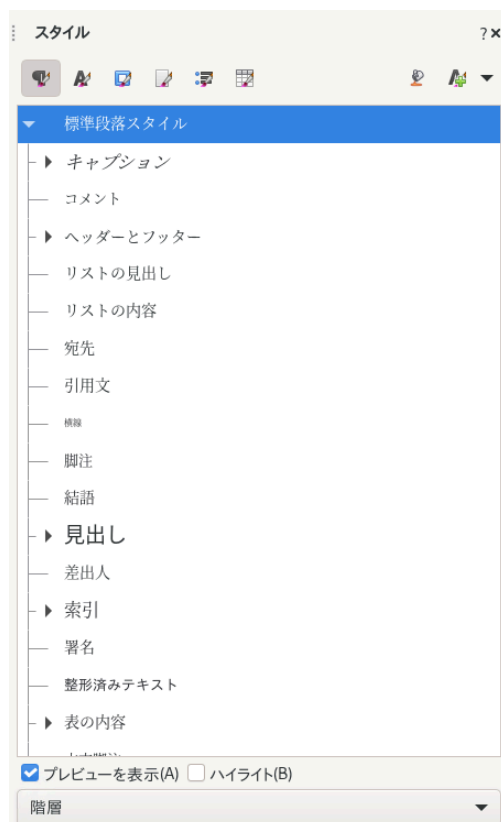 スタイル
標準段落スタイル
キャプション
コメント
ヘッダーとフッター
リストの見出し
リストの内容
宛先
引用文
横線
脚注
結語
見出し
差出人
索引
署名
整形済みテキスト
表の内容
プレビューを表示(A) ハイライト(B)
階層